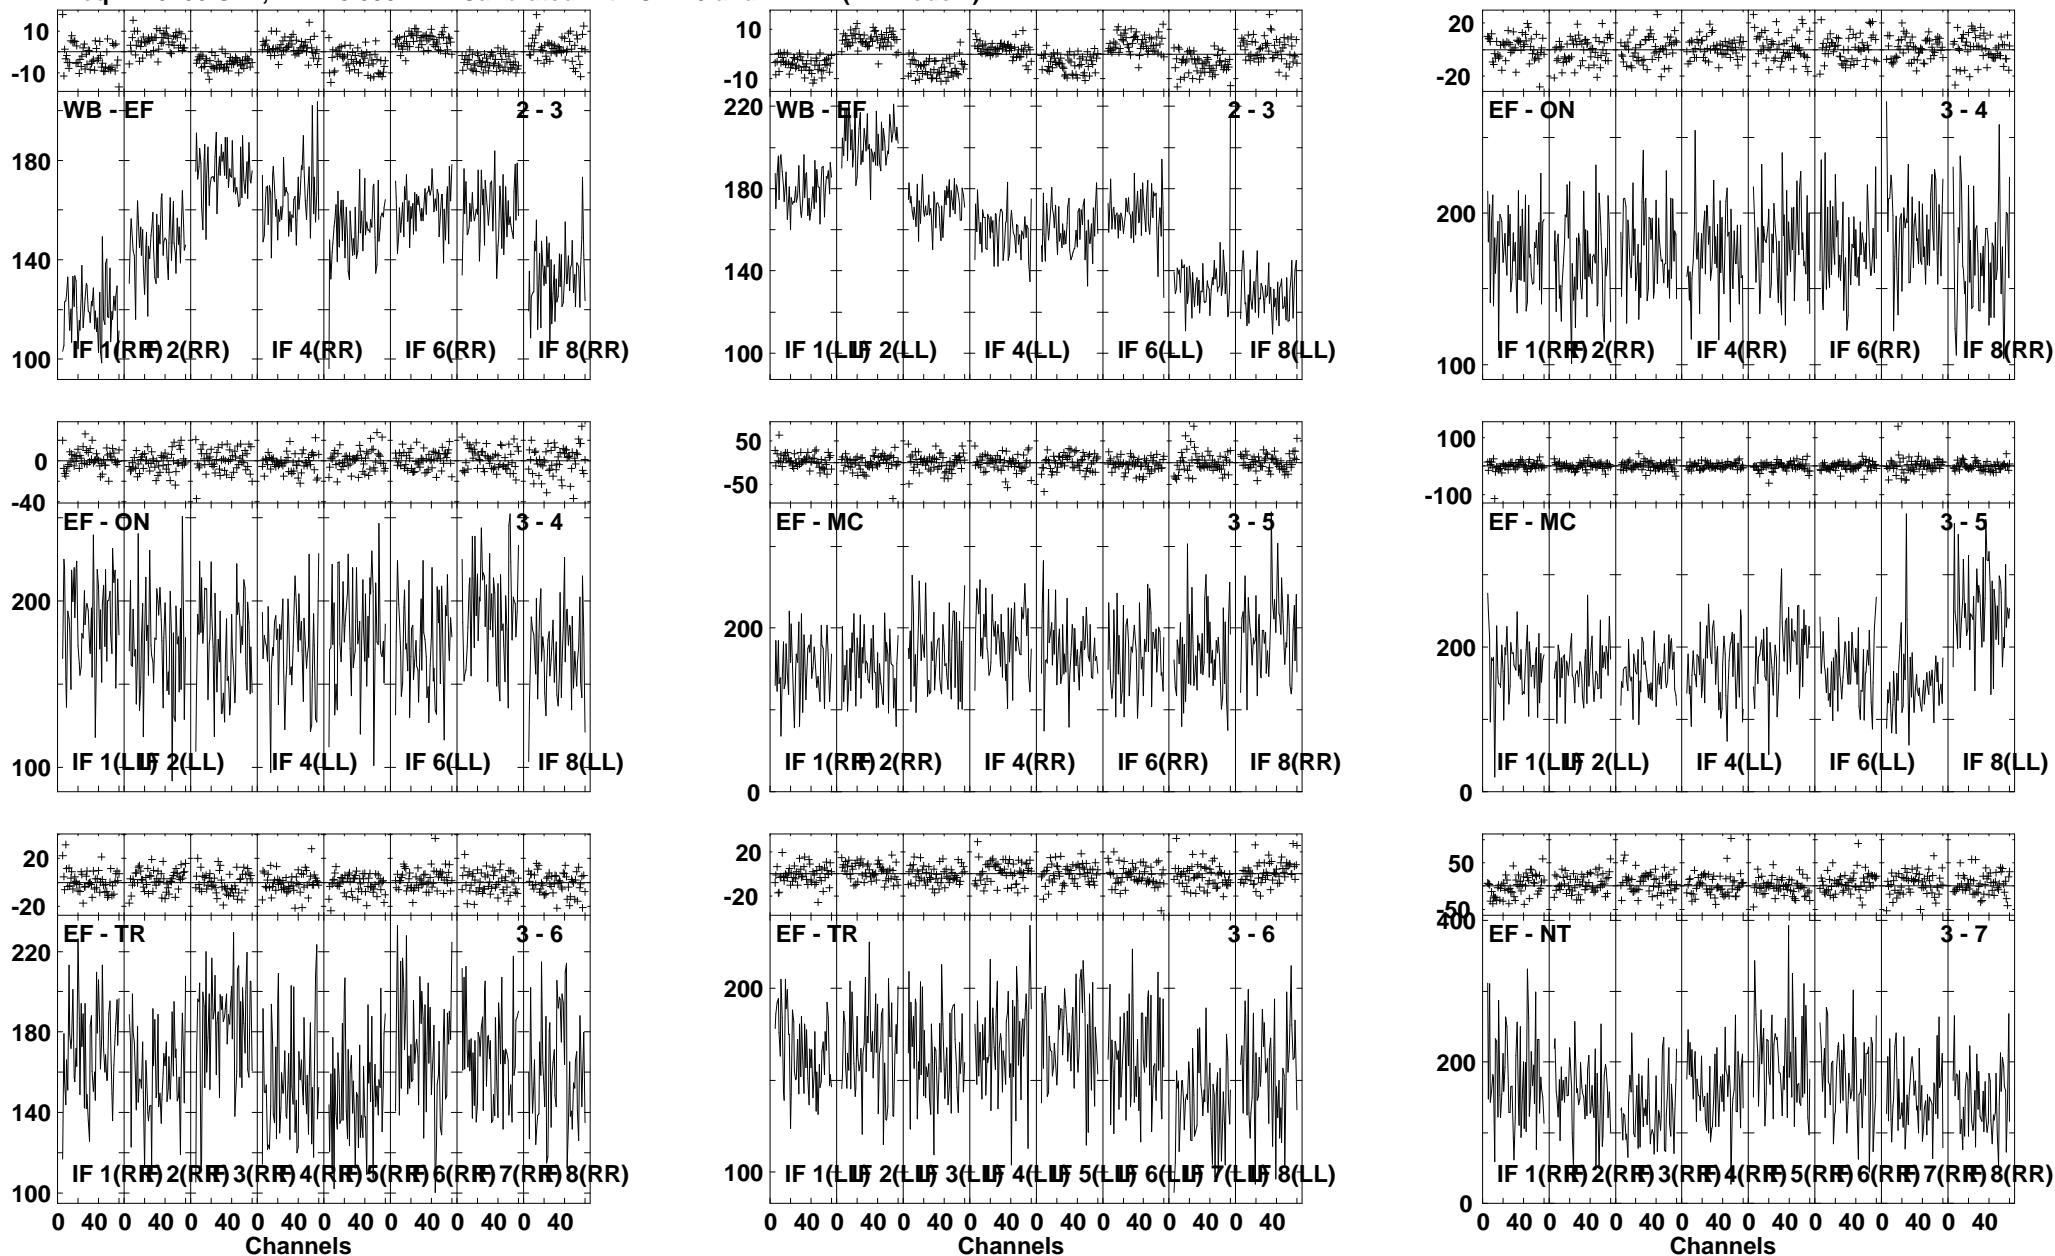 10
-10
WB - EF
2 - 3
180
140
100
IF 1(RR)
IF 2(RR)
IF 4(RR)
IF 6(RR)
IF 8(RR)
10
-10
220
WB - EF
2 - 3
180
140
100
IF 1(LL)
IF 2(LL)
IF 4(LL)
IF 6(LL)
IF 8(LL)
20
-20
EF - ON
3 - 4
200
100
IF 1(RR)
IF 2(RR)
IF 4(RR)
IF 6(RR)
IF 8(RR)
0
-40
EF - ON
3 - 4
200
100
IF 1(LL)
IF 2(LL)
IF 4(LL)
IF 6(LL)
IF 8(LL)
50
-50
EF - MC
3 - 5
200
0
IF 1(RR)
IF 2(RR)
IF 4(RR)
IF 6(RR)
IF 8(RR)
100
-100
EF - MC
3 - 5
200
0
IF 1(LL)
IF 2(LL)
IF 4(LL)
IF 6(LL)
IF 8(LL)
20
-20
EF - TR
3 - 6
220
180
140
100
IF 1(RR)
IF 2(RR)
IF 3(RR)
IF 4(RR)
IF 5(RR)
IF 6(RR)
IF 7(RR)
IF 8(RR)
0 40 0 40 0 40 0 40 0 40 0 40 0 40 0 40
Channels
20
-20
EF - TR
3 - 6
200
100
IF 1(LL)
IF 2(LL)
IF 3(LL)
IF 4(LL)
IF 5(LL)
IF 6(LL)
IF 7(LL)
IF 8(LL)
0 40 0 40 0 40 0 40 0 40 0 40 0 40 0 40
Channels
50
-50
400
EF - NT
3 - 7
200
0
IF 1(RR)
IF 2(RR)
IF 3(RR)
IF 4(RR)
IF 5(RR)
IF 6(RR)
IF 7(RR)
IF 8(RR)
0 40 0 40 0 40 0 40 0 40 0 40 0 40 0 40
Channels